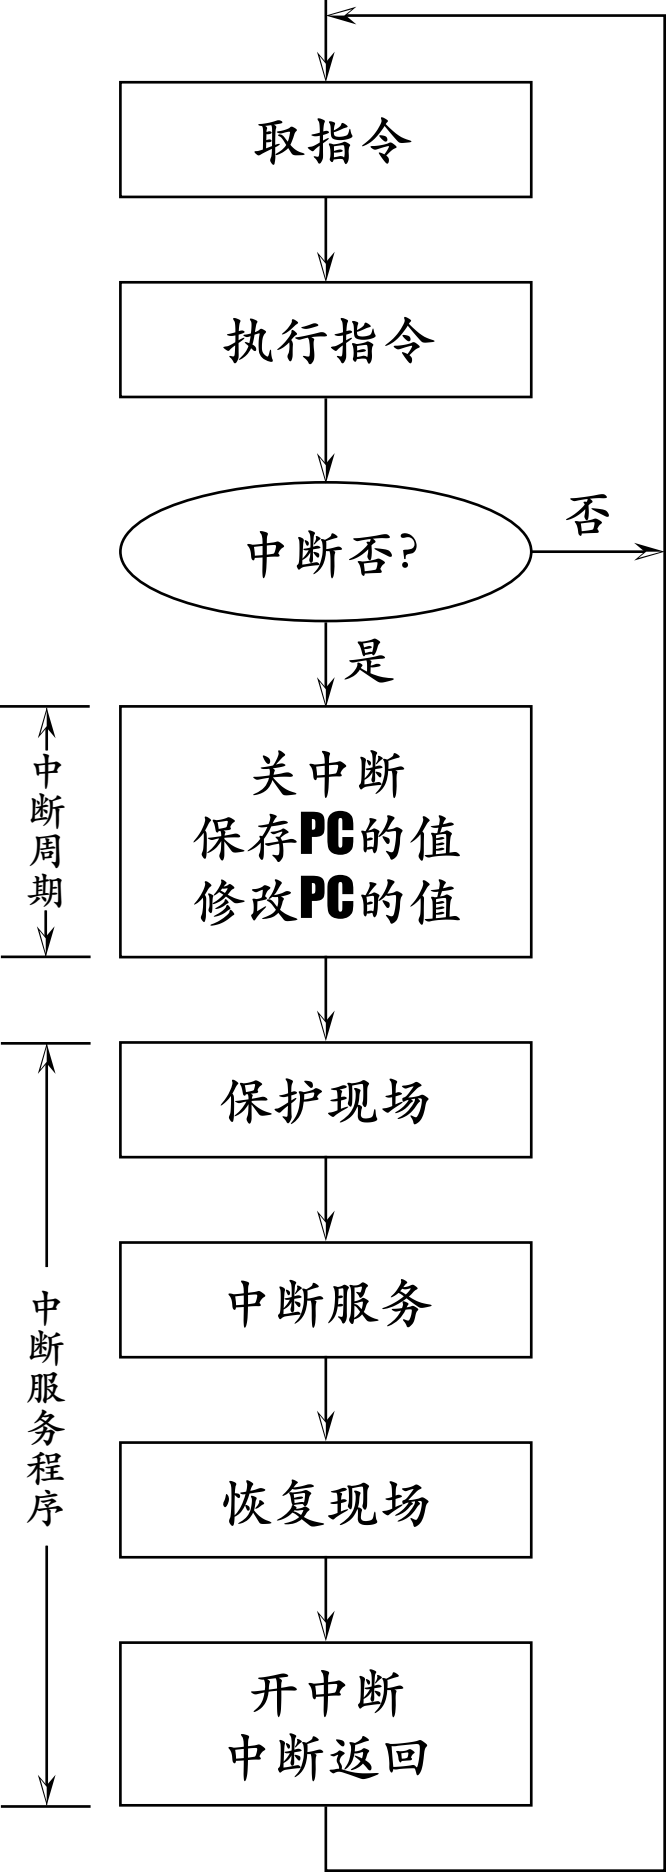 取指令
执行指令
中断否?
否
是
中断周期
关中断
保存PC的值
修改PC的值
中断服务程序
保护现场
中断服务
恢复现场
开中断
中断返回